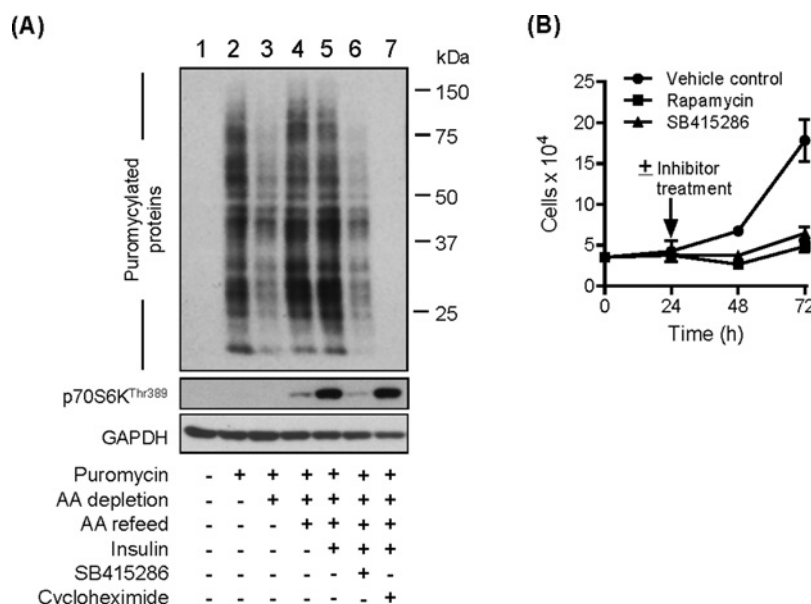 (A)
1 2 3 4 5 6 7
kDa
150
75
50
37
25
Puromycylated
proteins
p70S6K^Thr389
GAPDH
Puromycin - + + + + + +
AA depletion - - + + + + +
AA refeed - - - + + + +
Insulin - - - - + + +
SB415286 - - - - - + -
Cycloheximide - - - - - - +
(B)
Vehicle control
Rapamycin
SB415286
Cells x 10^4
25
20
15
10
5
0
± Inhibitor
treatment
0 24 48 72
Time (h)